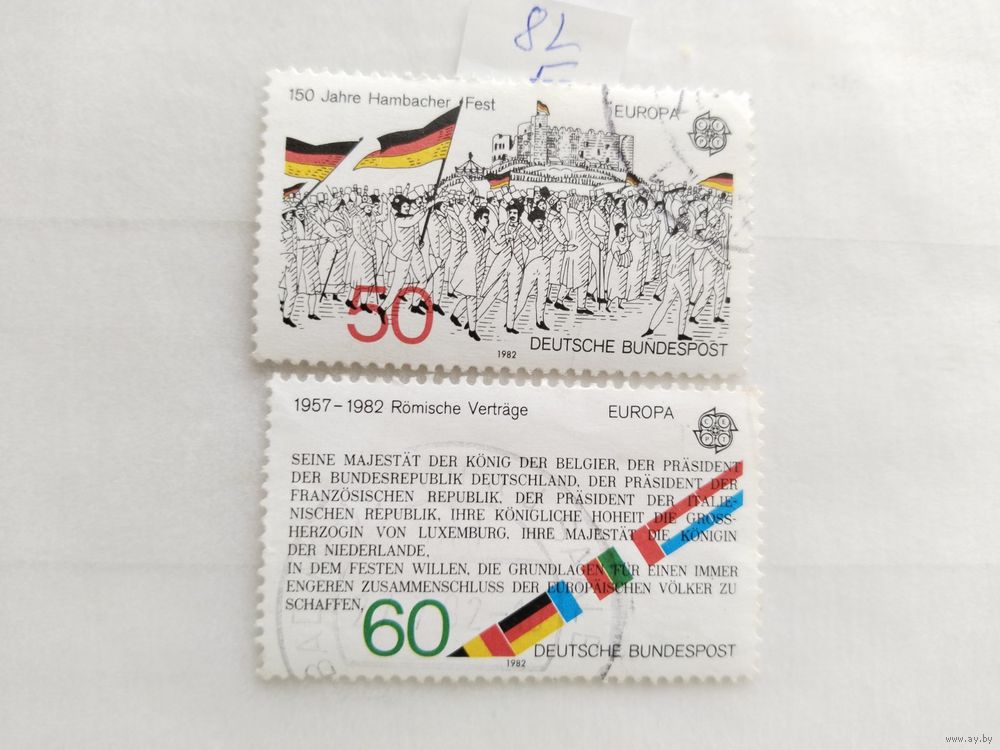 82
150 Jahre Hambacher Fest
EUROPA
CEPT
50
1982
DEUTSCHE BUNDESPOST
1957–1982 Römische Verträge
EUROPA
CEPT
SEINE MAJESTÄT DER KÖNIG DER BELGIER, DER PRÄSIDENT
DER BUNDESREPUBLIK DEUTSCHLAND, DER PRÄSIDENT DER
FRANZÖSISCHEN REPUBLIK, DER PRÄSIDENT DER ITALIE-
NISCHEN REPUBLIK, IHRE KÖNIGLICHE HOHEIT DIE GROSS-
HERZOGIN VON LUXEMBURG, IHRE MAJESTÄT DIE KÖNIGIN
DER NIEDERLANDE,
IN DEM FESTEN WILLEN, DIE GRUNDLAGEN FÜR EINEN IMMER
ENGEREN ZUSAMMENSCHLUSS DER EUROPÄISCHEN VÖLKER ZU
SCHAFFEN,
60
1982
DEUTSCHE BUNDESPOST
www.ay.by